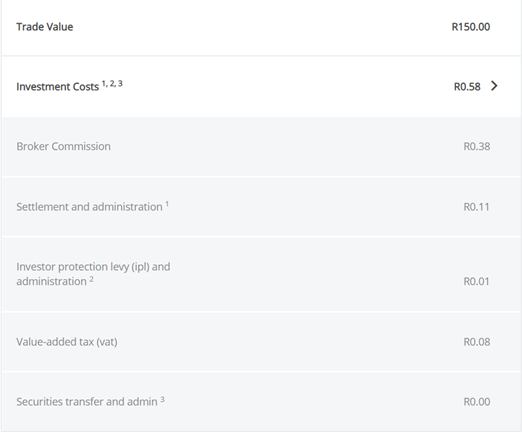 Trade Value R150.00
Investment Costs 1, 2, 3 R0.58
Broker Commission R0.38
Settlement and administration 1 R0.11
Investor protection levy (ipl) and
administration 2 R0.01
Value-added tax (vat) R0.08
Securities transfer and admin 3 R0.00